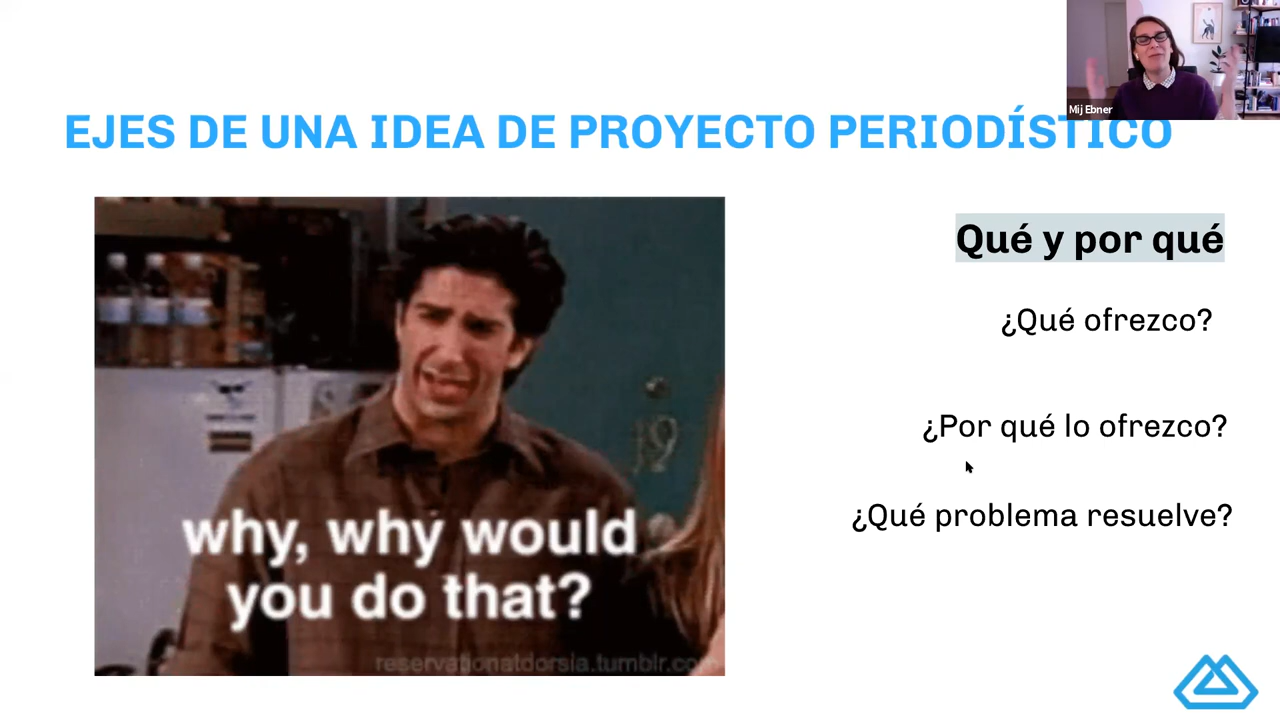 Mij Ebner
EJES DE UNA IDEA DE PROYECTO PERIODÍSTICO
Qué y por qué
¿Qué ofrezco?
¿Por qué lo ofrezco?
¿Qué problema resuelve?
19
why, why would
you do that?
reservationatdorsia.tumblr.com